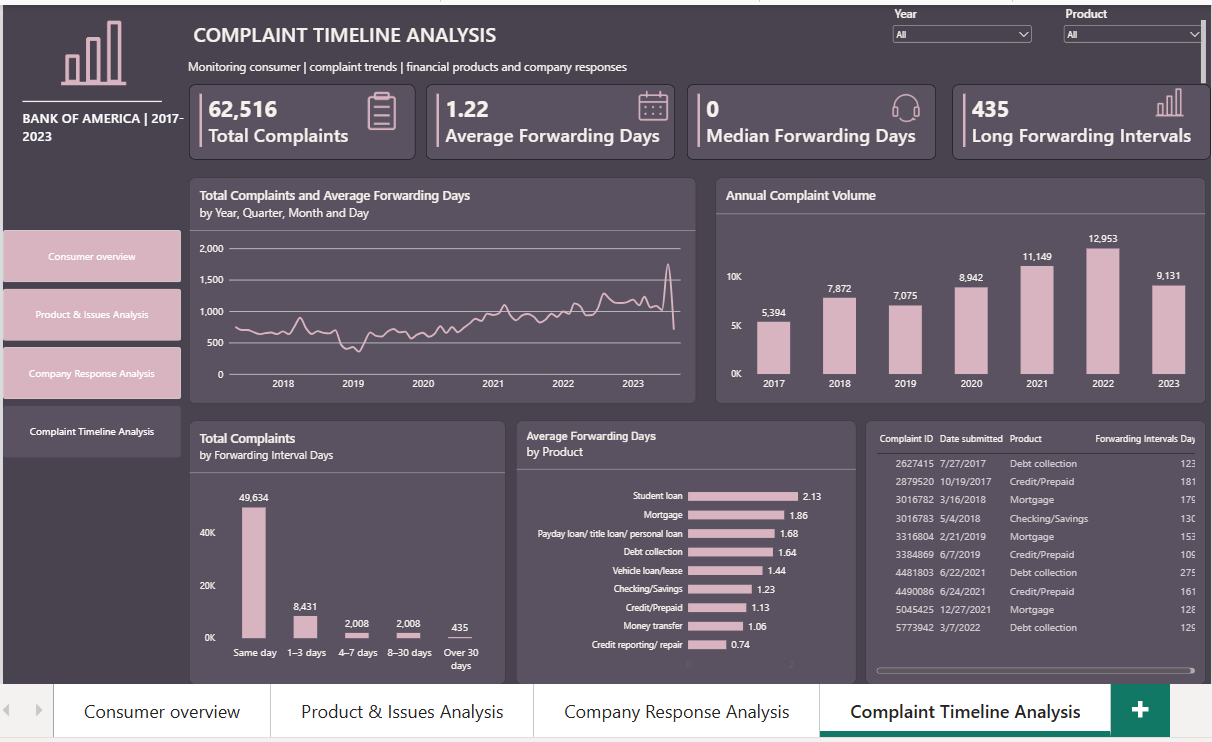 COMPLAINT TIMELINE ANALYSIS
Year
Product
All
All
Monitoring consumer | complaint trends | financial products and company responses
BANK OF AMERICA | 2017-
2023
62,516
Total Complaints
1.22
Average Forwarding Days
0
Median Forwarding Days
435
Long Forwarding Intervals
Consumer overview
Product & Issues Analysis
Company Response Analysis
Complaint Timeline Analysis
Total Complaints and Average Forwarding Days
by Year, Quarter, Month and Day
2,000
1,500
1,000
500
0
2018 2019 2020 2021 2022 2023
Annual Complaint Volume
10K
5K
0K
5,394
7,872
7,075
8,942
11,149
12,953
9,131
2017 2018 2019 2020 2021 2022 2023
Total Complaints
by Forwarding Interval Days
40K
20K
0K
49,634
8,431
2,008
2,008
435
Same day 1–3 days 4–7 days 8–30 days Over 30
days
Average Forwarding Days
by Product
Student loan 2.13
Mortgage 1.86
Payday loan/ title loan/ personal loan 1.68
Debt collection 1.64
Vehicle loan/lease 1.44
Checking/Savings 1.23
Credit/Prepaid 1.13
Money transfer 1.06
Credit reporting/ repair 0.74
0 2
Complaint ID Date submitted Product Forwarding Intervals Day
2627415 7/27/2017 Debt collection 123
2879520 10/19/2017 Credit/Prepaid 181
3016782 3/16/2018 Mortgage 179
3016783 5/4/2018 Checking/Savings 130
3316804 2/21/2019 Mortgage 153
3384869 6/7/2019 Credit/Prepaid 109
4481803 6/22/2021 Debt collection 275
4490086 6/24/2021 Credit/Prepaid 161
5045425 12/27/2021 Mortgage 128
5773942 3/7/2022 Debt collection 129
Consumer overview
Product & Issues Analysis
Company Response Analysis
Complaint Timeline Analysis
+